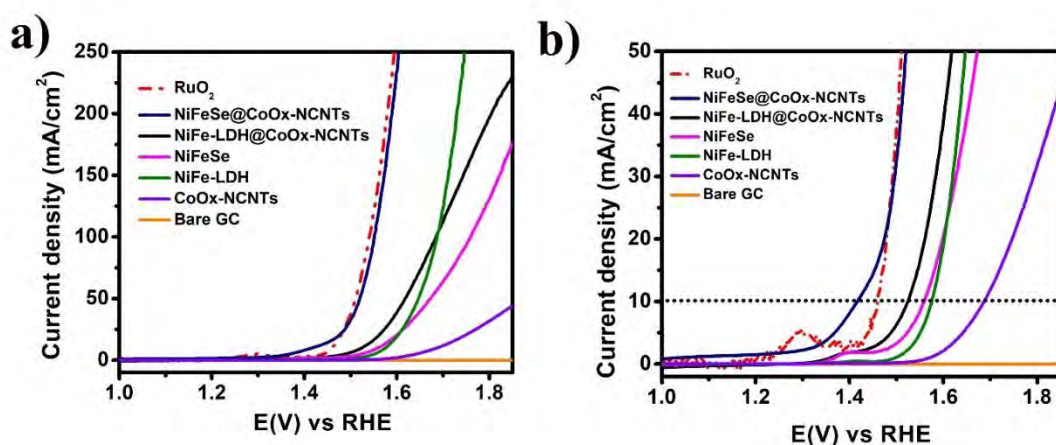 a)
Current density (mA/cm²)
250
200
150
100
50
0
RuO₂
NiFeSe@CoOx-NCNTs
NiFe-LDH@CoOx-NCNTs
NiFeSe
NiFe-LDH
CoOx-NCNTs
Bare GC
1.0 1.2 1.4 1.6 1.8
E(V) vs RHE
b)
Current density (mA/cm²)
50
40
30
20
10
0
RuO₂
NiFeSe@CoOx-NCNTs
NiFe-LDH@CoOx-NCNTs
NiFeSe
NiFe-LDH
CoOx-NCNTs
Bare GC
1.0 1.2 1.4 1.6 1.8
E(V) vs RHE